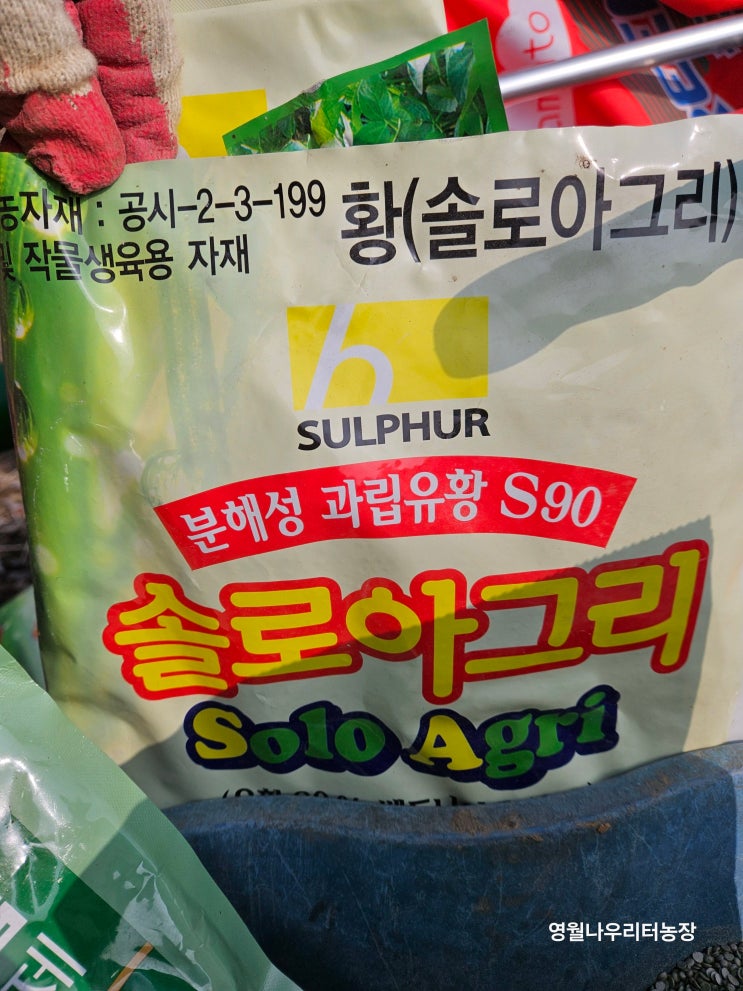 농자재 : 공시-2-3-199
황(솔로아그리)
및 작물생육용 자재
SULPHUR
분해성 과립유황 S90
솔로아그리
Solo Agri
영월나우리터농장